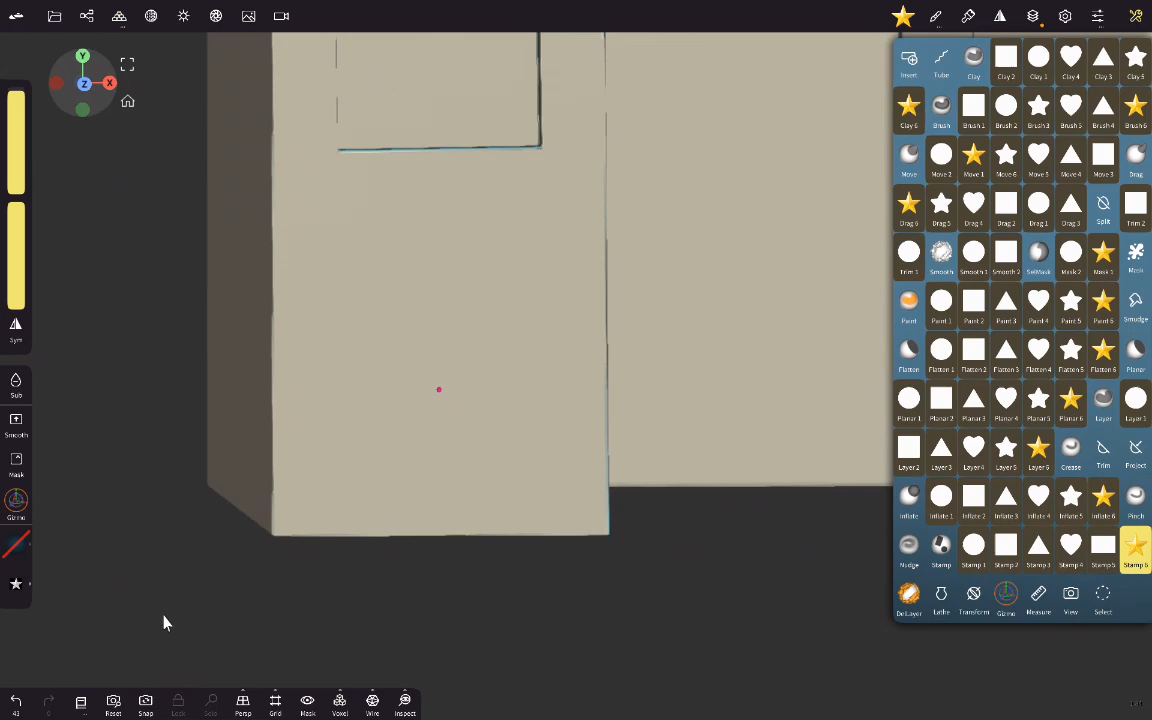 Y
Z
X
Sym
Sub
Smooth
Mask
Gizmo
Insert Tube Clay Clay 2 Clay 1 Clay 4 Clay 3 Clay 5
Clay 6 Brush Brush 1 Brush 2 Brush 3 Brush 5 Brush 4 Brush 6
Move Move 2 Move 1 Move 6 Move 5 Move 4 Move 3 Drag
Drag 6 Drag 5 Drag 4 Drag 2 Drag 1 Drag 3 Split Trim 2
Trim 1 Smooth Smooth 1 Smooth 2 SelMask Mask 2 Mask 1 Mask
Paint Paint 1 Paint 2 Paint 3 Paint 4 Paint 5 Paint 6 Smudge
Flatten Flatten 1 Flatten 2 Flatten 3 Flatten 4 Flatten 5 Flatten 6 Planar
Planar 1 Planar 2 Planar 3 Planar 4 Planar 5 Planar 6 Layer Layer 1
Layer 2 Layer 3 Layer 4 Layer 5 Layer 6 Crease Trim Project
Inflate Inflate 1 Inflate 2 Inflate 3 Inflate 4 Inflate 5 Inflate 6 Pinch
Nudge Stamp Stamp 1 Stamp 2 Stamp 3 Stamp 4 Stamp 5 Stamp 6
DelLayer Lathe Transform Gizmo Measure View Select
43 0 ... Reset Snap Lock Solo Persp Grid Mask Voxel Wire Inspect